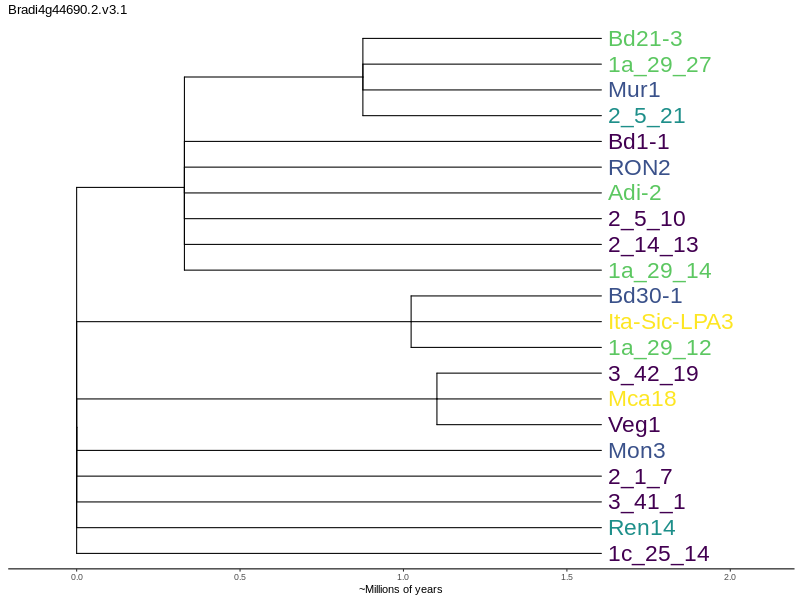 Bradi4g44690.2.v3.1
Bd21-3
1a_29_27
Mur1
2_5_21
Bd1-1
RON2
Adi-2
2_5_10
2_14_13
1a_29_14
Bd30-1
Ita-Sic-LPA3
1a_29_12
3_42_19
Mca18
Veg1
Mon3
2_1_7
3_41_1
Ren14
1c_25_14
0.0 0.5 1.0 1.5 2.0
~Millions of years